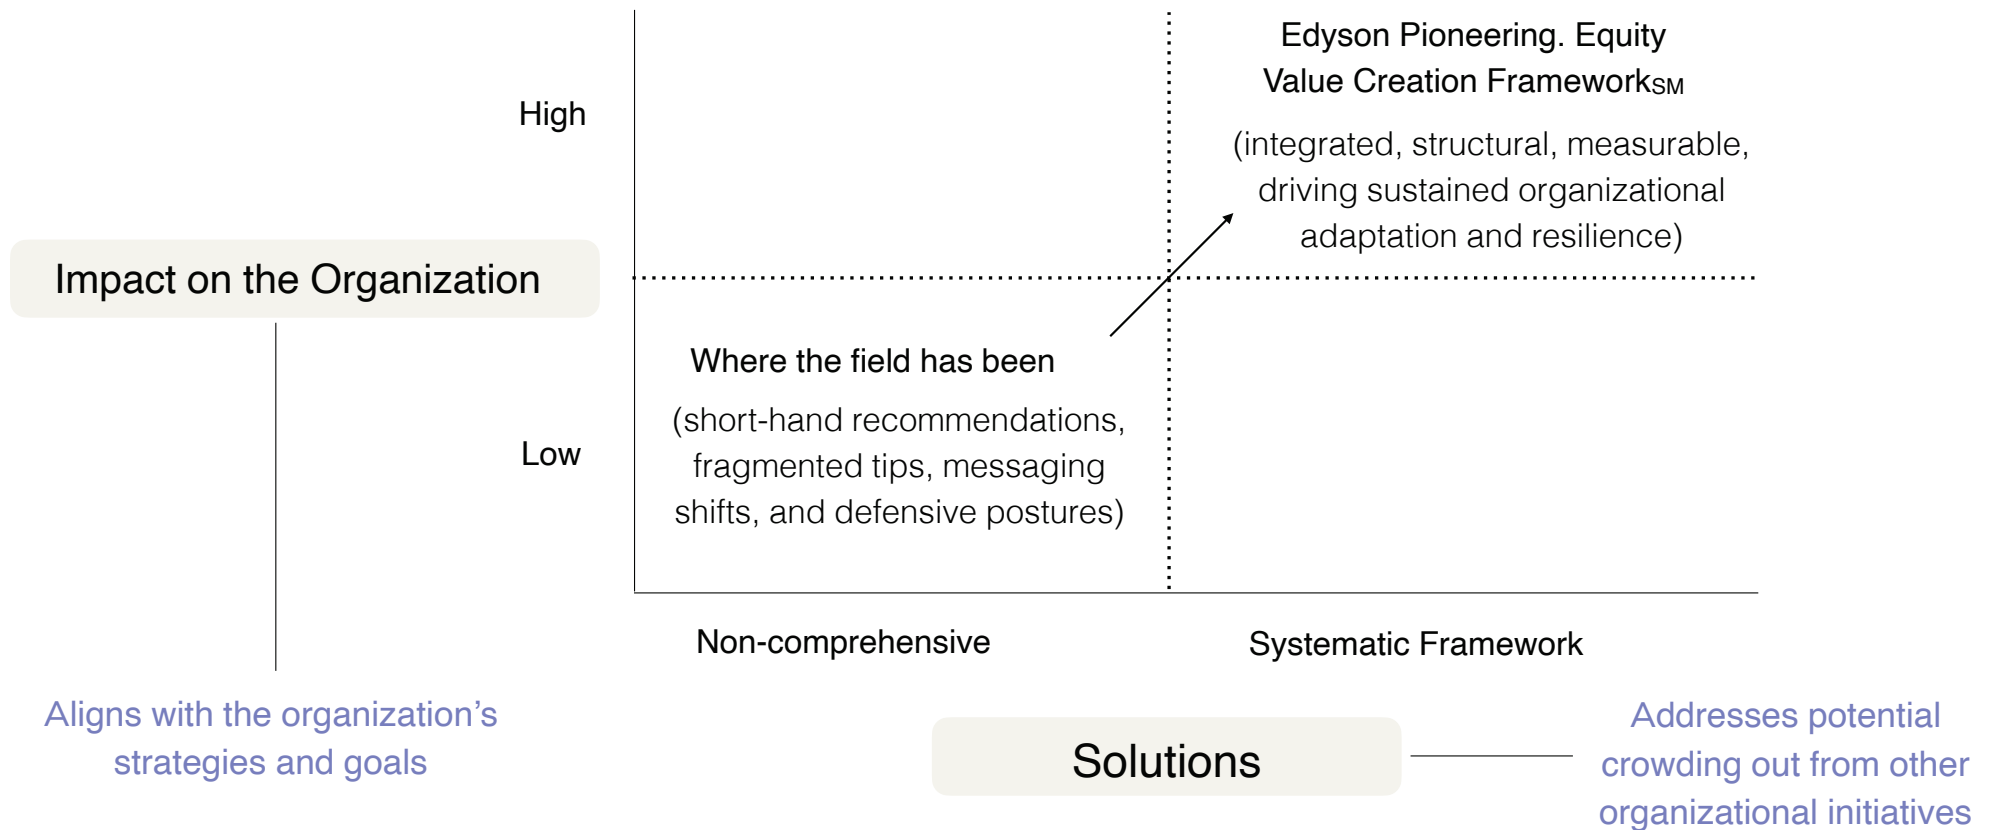 Edyson Pioneering. Equity
Value Creation FrameworkSM
(integrated, structural, measurable,
driving sustained organizational
adaptation and resilience)
High
Impact on the Organization
Where the field has been
(short-hand recommendations,
fragmented tips, messaging
shifts, and defensive postures)
Low
Non-comprehensive
Systematic Framework
Aligns with the organization’s
strategies and goals
Solutions
Addresses potential
crowding out from other
organizational initiatives